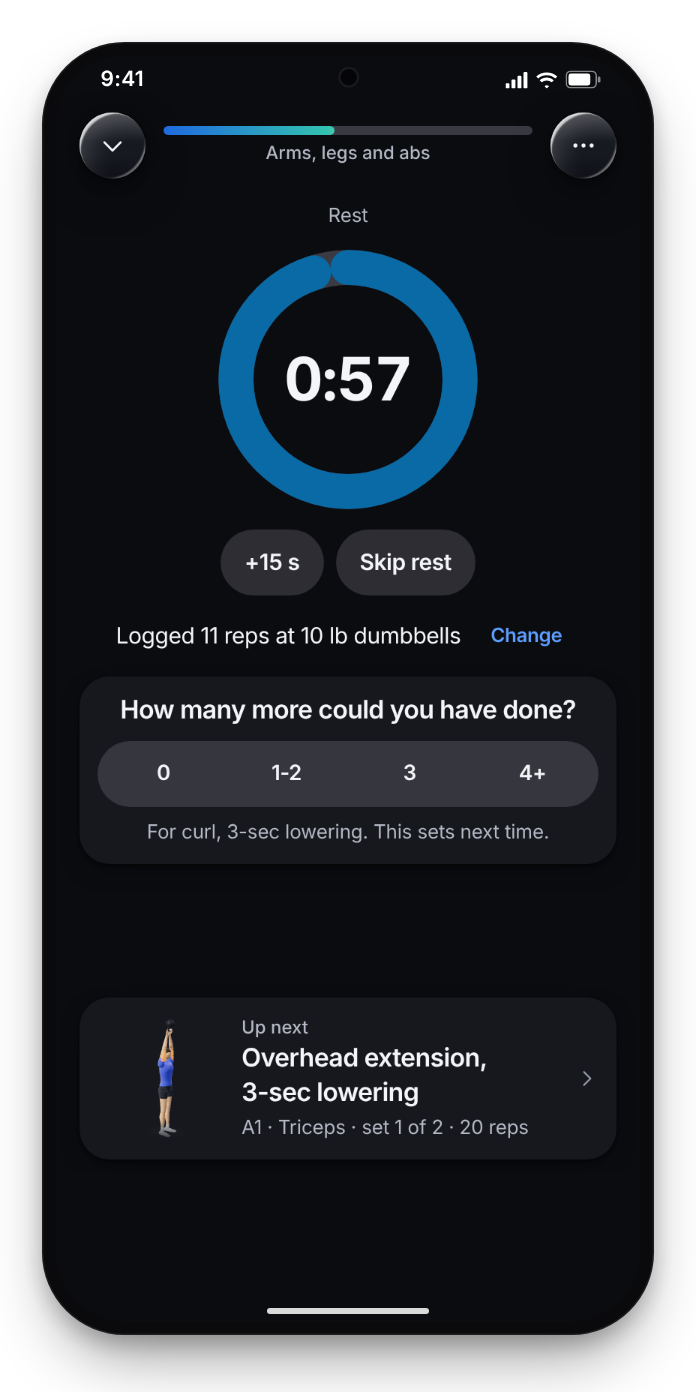 9:41
Arms, legs and abs
Rest
0:57
+15 s
Skip rest
Logged 11 reps at 10 lb dumbbells
Change
How many more could you have done?
0
1-2
3
4+
For curl, 3-sec lowering. This sets next time.
Up next
Overhead extension,
3-sec lowering
A1 · Triceps · set 1 of 2 · 20 reps